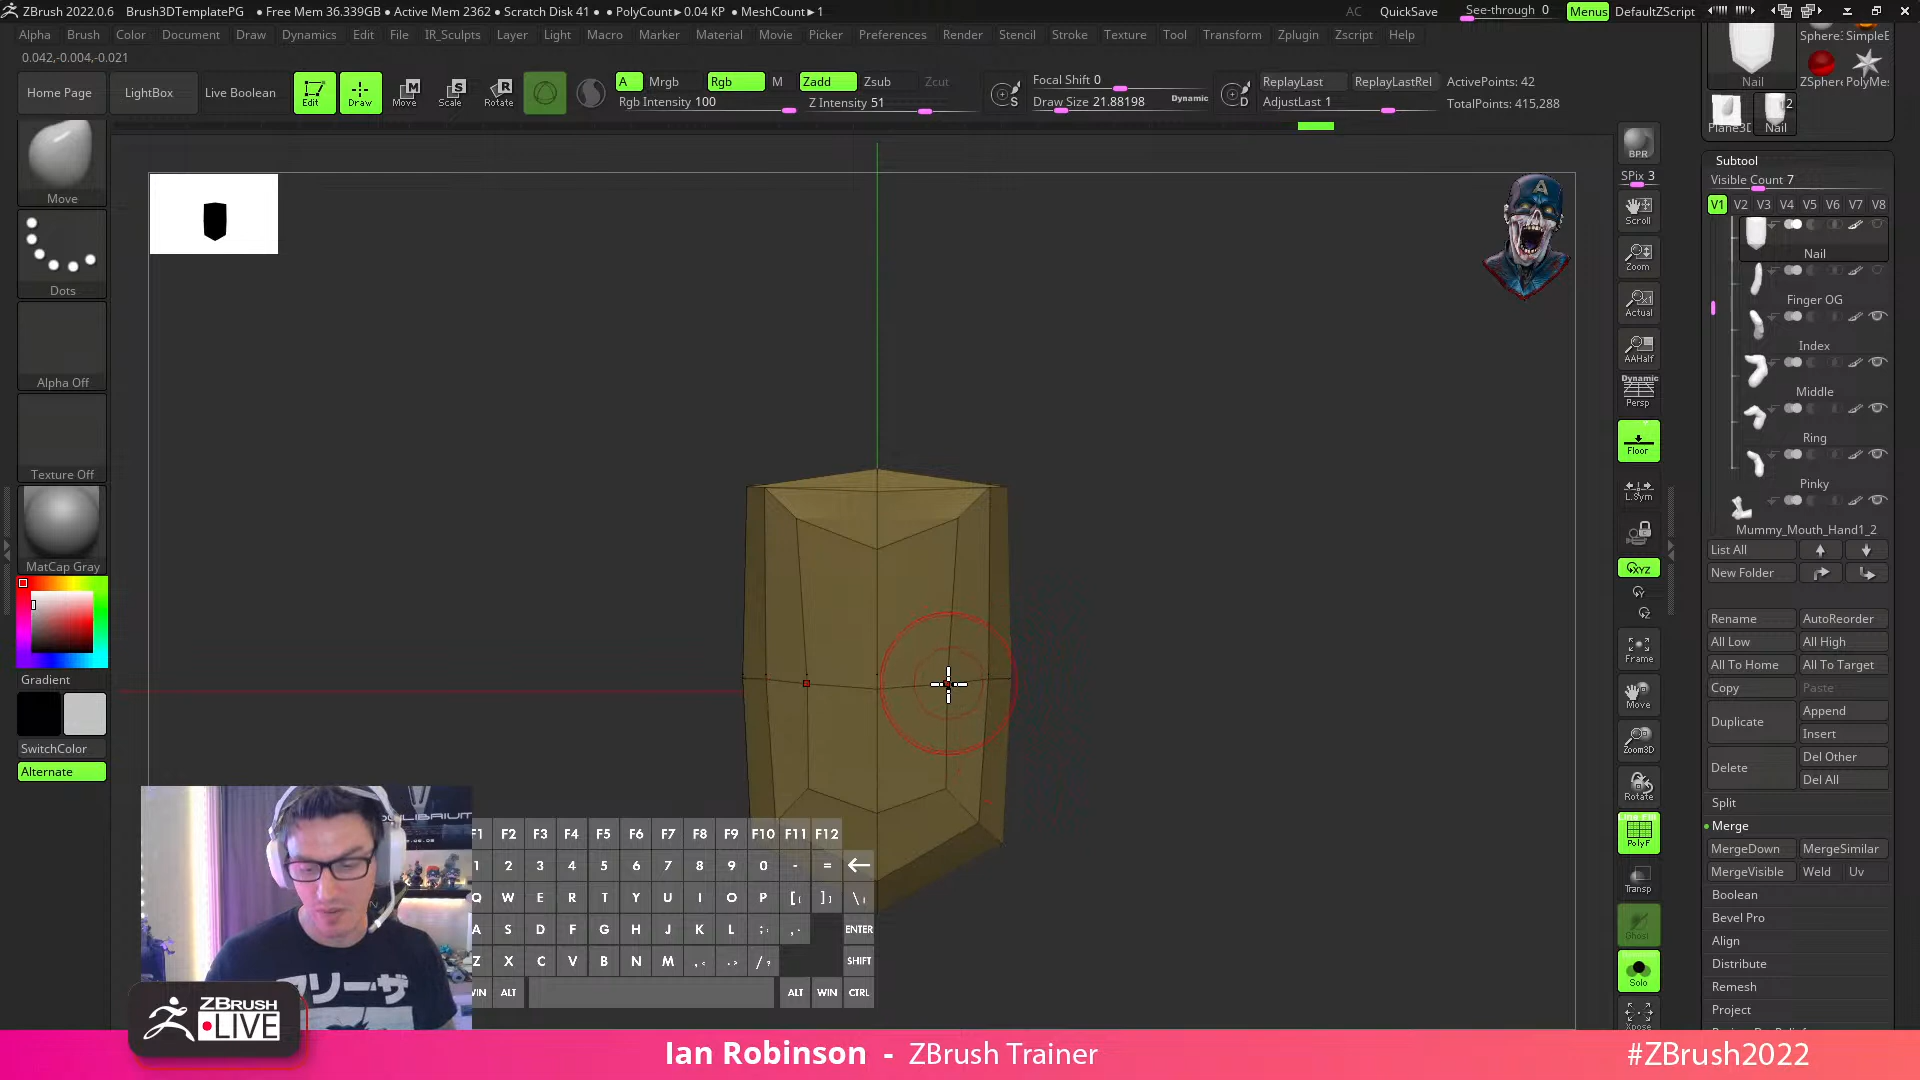 ZBrush 2022.0.6 Brush3DTemplatePG ● Free Mem 36.339GB ● Active Mem 2362 ● Scratch Disk 41 ● PolyCount►0.04 KP ● MeshCount►1
AC QuickSave See-through 0 Menus DefaultZScript
Alpha Brush Color Document Draw Dynamics Edit File IR_Sculpts Layer Light Macro Marker Material Movie Picker Preferences Render Stencil Stroke Texture Tool Transform Zplugin Zscript Help
0.042,-0.004,-0.021
Home Page LightBox Live Boolean Edit Draw Move Scale Rotate
A Mrgb Rgb M Zadd Zsub Zcut
Rgb Intensity 100 Z Intensity 51
Focal Shift 0
Draw Size 21.88198 Dynamic
ReplayLast ReplayLastRel ActivePoints: 42
AdjustLast 1 TotalPoints: 415,288
Move
Dots
Alpha Off
Texture Off
MatCap Gray
Gradient
SwitchColor
Alternate
F1 F2 F3 F4 F5 F6 F7 F8 F9 F10 F11 F12
1 2 3 4 5 6 7 8 9 0 - =
Q W E R T Y U I O P [ ] \
A S D F G H J K L ; ENTER
Z X C V B N M , . / SHIFT
WIN ALT ALT WIN CTRL
アリーザ
ZBRUSH
LIVE
Ian Robinson - ZBrush Trainer
#ZBrush2022
BPR
SPix 3
Scroll
Zoom
Actual
AAHalf
Dynamic
Persp
Floor
L.Sym
XYZ
Y
Z
Frame
Move
Zoom3D
Rotate
Line Fill
PolyF
Transp
Ghost
Solo
Xpose
Nail
ZSphere PolyMes
Plane3D
2
Nail
Subtool
Visible Count 7
V1 V2 V3 V4 V5 V6 V7 V8
Nail
Finger OG
Index
Middle
Ring
Pinky
Mummy_Mouth_Hand1_2
List All
New Folder
Rename AutoReorder
All Low All High
All To Home All To Target
Copy Paste
Duplicate Append
Insert
Delete Del Other
Del All
Split
Merge
MergeDown MergeSimilar
MergeVisible Weld Uv
Boolean
Bevel Pro
Align
Distribute
Remesh
Project